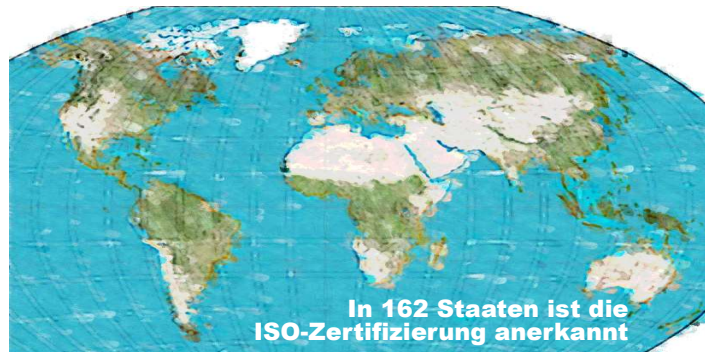 In 162 Staaten ist die
ISO-Zertifizierung anerkannt